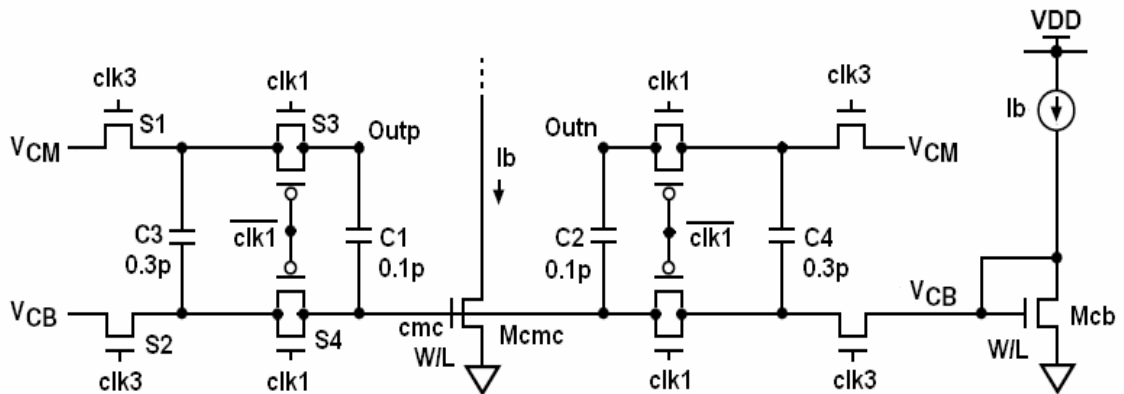 VDD
clk3
clk1
clk1
clk3
S1
S3
Outp
Outn
Ib
VCM
Ib
VCM
C3
0.3p
clk1
C1
0.1p
C2
0.1p
clk1
C4
0.3p
VCB
VCB
cmc
Mcmc
Mcb
S2
S4
W/L
W/L
clk3
clk1
clk1
clk3